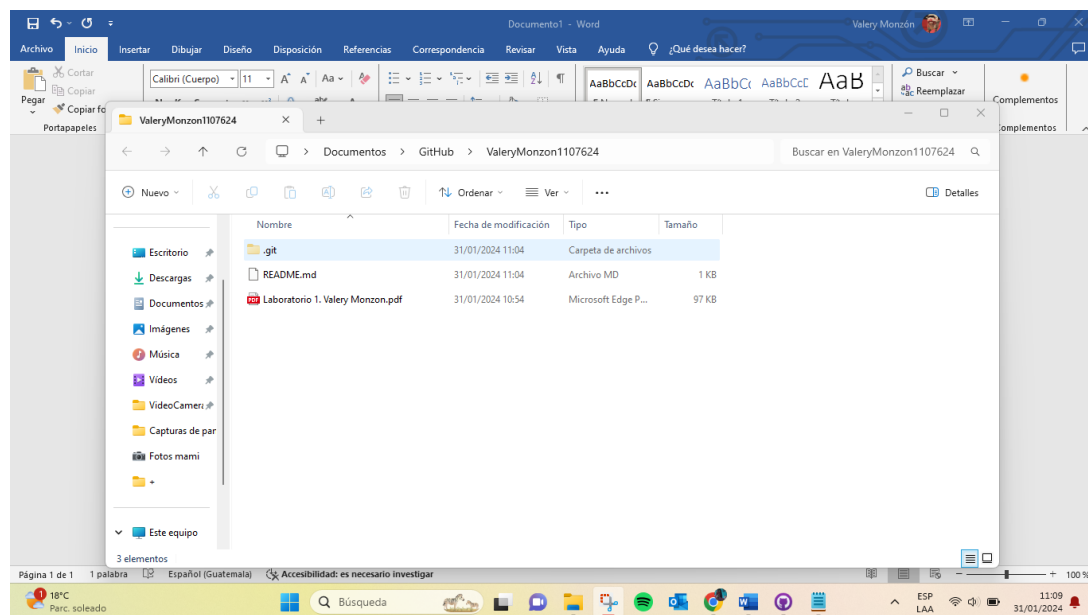 Documento1 - Word
Valery Monzón
Archivo Inicio Insertar Dibujar Diseño Disposición Referencias Correspondencia Revisar Vista Ayuda ¿Qué desea hacer?
Cortar
Copiar
Copiar fo
Pegar
Portapapeles
Calibri (Cuerpo) 11
AaBbCcDc AaBbCcDc AaBbCc AaBbCcE AaB
Buscar
Reemplazar
Complementos
omplementos
ValeryMonzon1107624
Documentos > GitHub > ValeryMonzon1107624
Buscar en ValeryMonzon1107624
Nuevo Ordenar Ver ... Detalles
Nombre Fecha de modificación Tipo Tamaño
.git 31/01/2024 11:04 Carpeta de archivos
README.md 31/01/2024 11:04 Archivo MD 1 KB
Laboratorio 1. Valery Monzon.pdf 31/01/2024 10:54 Microsoft Edge P... 97 KB
Escritorio
Descargas
Documentos
Imágenes
Música
Vídeos
VideoCamera
Capturas de par
Fotos mami
+
Este equipo
3 elementos
Página 1 de 1 1 palabra Español (Guatemala) Accesibilidad: es necesario investigar 100 %
1 18°C
Parc. soleado
Búsqueda
ESP
LAA
11:09
31/01/2024